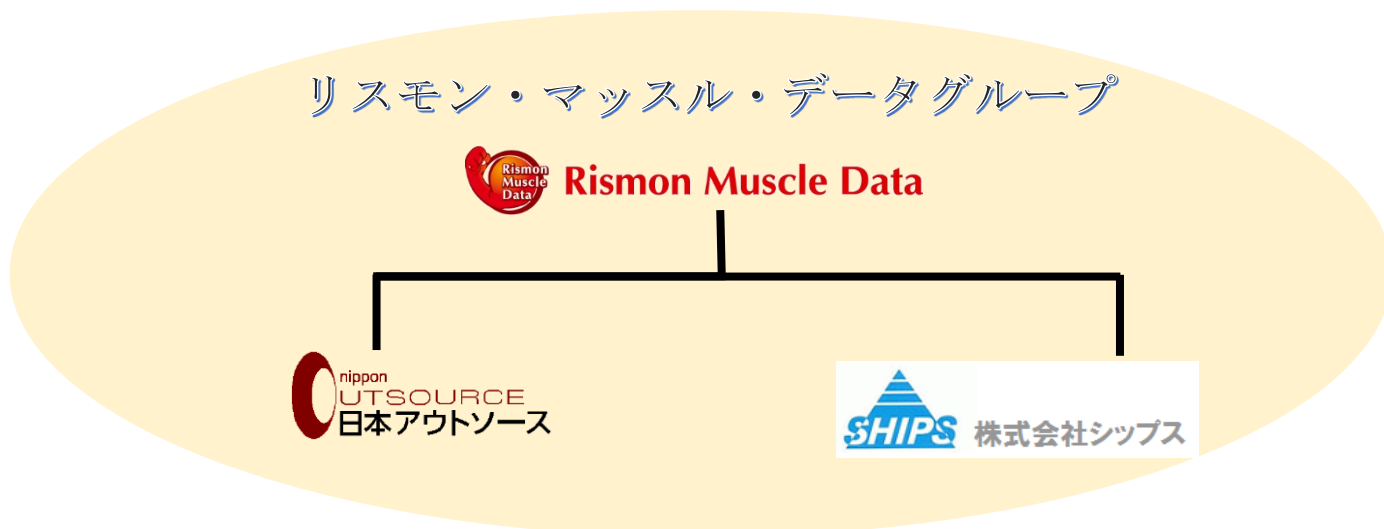 リスモン・マッスル・データグループ
Rismon
Muscle
Data
Rismon Muscle Data
nippon
OUTSOURCE
日本アウトソース
SHIPS
株式会社シップス